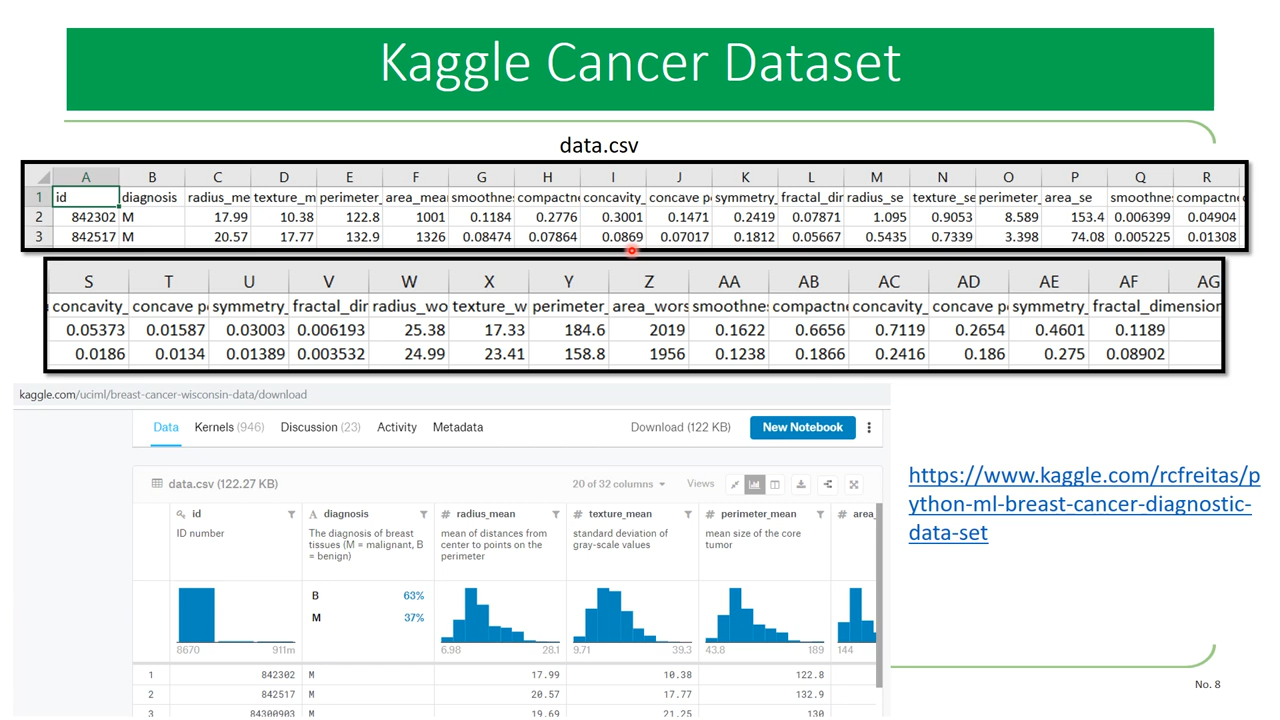 Kaggle Cancer Dataset
data.csv
A B C D E F G H I J K L M N O P Q R
1 id diagnosis radius_me texture_m perimeter_ area_mean smoothne compactne concavity_ concave po symmetry_ fractal_dir radius_se texture_se perimeter_ area_se smoothne compactn
2 842302 M 17.99 10.38 122.8 1001 0.1184 0.2776 0.3001 0.1471 0.2419 0.07871 1.095 0.9053 8.589 153.4 0.006399 0.04904
3 842517 M 20.57 17.77 132.9 1326 0.08474 0.07864 0.0869 0.07017 0.1812 0.05667 0.5435 0.7339 3.398 74.08 0.005225 0.01308
S T U V W X Y Z AA AB AC AD AE AF AG
concavity_ concave po symmetry_ fractal_dir radius_wo texture_w perimeter_ area_wors smoothne compactn concavity_ concave po symmetry_ fractal_dimension
0.05373 0.01587 0.03003 0.006193 25.38 17.33 184.6 2019 0.1622 0.6656 0.7119 0.2654 0.4601 0.1189
0.0186 0.0134 0.01389 0.003532 24.99 23.41 158.8 1956 0.1238 0.1866 0.2416 0.186 0.275 0.08902
kaggle.com/uciml/breast-cancer-wisconsin-data/download
Data Kernels (946) Discussion (23) Activity Metadata Download (122 KB) New Notebook
data.csv (122.27 KB) 20 of 32 columns Views
id A diagnosis # radius_mean # texture_mean # perimeter_mean # area_
ID number The diagnosis of breast mean of distances from standard deviation of mean size of the core
tissues (M = malignant, B center to points on the gray-scale values tumor
= benign) perimeter
B 63%
M 37%
8670 911m 6.98 28.1 9.71 39.3 43.8 189 144
1 842302 M 17.99 10.38 122.8
2 842517 M 20.57 17.77 132.9
3 84300903 M 19.69 21.25 130
https://www.kaggle.com/rcfreitas/p
ython-ml-breast-cancer-diagnostic-
data-set
No. 8